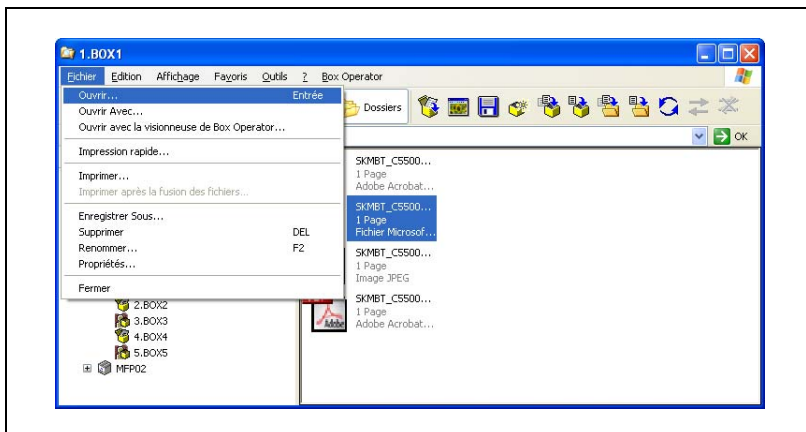 1.BOX1
Fichier Edition Affichage Favoris Outils ? Box Operator
Ouvrir... Entrée
Ouvrir Avec...
Ouvrir avec la visionneuse de Box Operator...
Impression rapide...
Imprimer...
Imprimer après la fusion des fichiers...
Enregistrer Sous...
Supprimer DEL
Renommer... F2
Propriétés...
Fermer
Dossiers
OK
SKMBT_C5500...
1 Page
Adobe Acrobat...
SKMBT_C5500...
1 Page
Fichier Microsof...
SKMBT_C5500...
1 Page
Image JPEG
SKMBT_C5500...
1 Page
Adobe Acrobat...
Adobe
2.BOX2
3.BOX3
4.BOX4
5.BOX5
MFP02